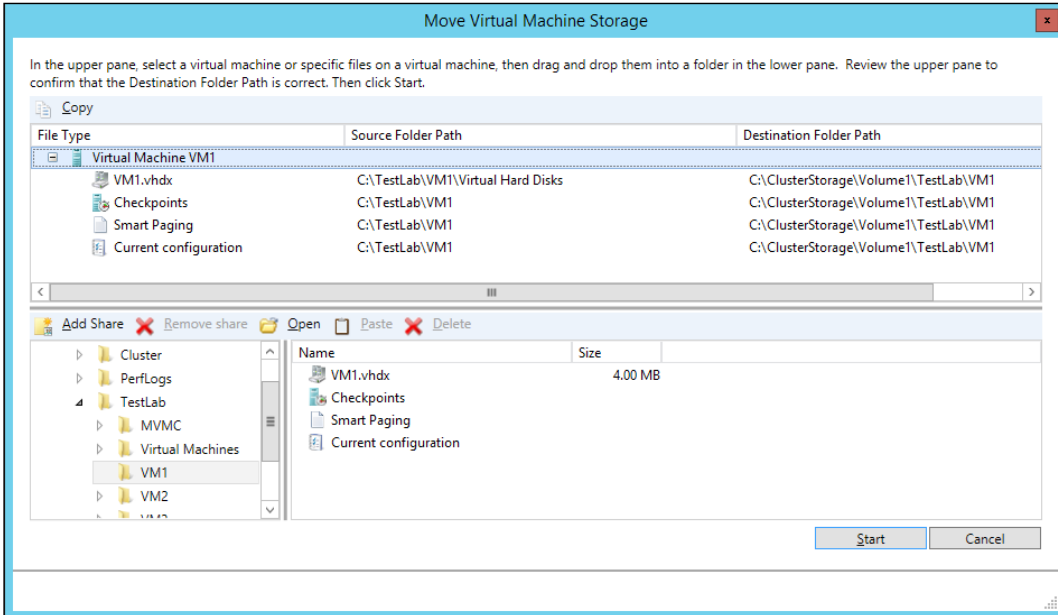 Move Virtual Machine Storage
x
In the upper pane, select a virtual machine or specific files on a virtual machine, then drag and drop them into a folder in the lower pane. Review the upper pane to
confirm that the Destination Folder Path is correct. Then click Start.
Copy
File Type Source Folder Path Destination Folder Path
Virtual Machine VM1
VM1.vhdx C:\TestLab\VM1\Virtual Hard Disks C:\ClusterStorage\Volume1\TestLab\VM1
Checkpoints C:\TestLab\VM1 C:\ClusterStorage\Volume1\TestLab\VM1
Smart Paging C:\TestLab\VM1 C:\ClusterStorage\Volume1\TestLab\VM1
Current configuration C:\TestLab\VM1 C:\ClusterStorage\Volume1\TestLab\VM1
Add Share Remove share Open Paste Delete
Cluster
PerfLogs
TestLab
MVMC
Virtual Machines
VM1
VM2
Name Size
VM1.vhdx 4.00 MB
Checkpoints
Smart Paging
Current configuration
Start Cancel